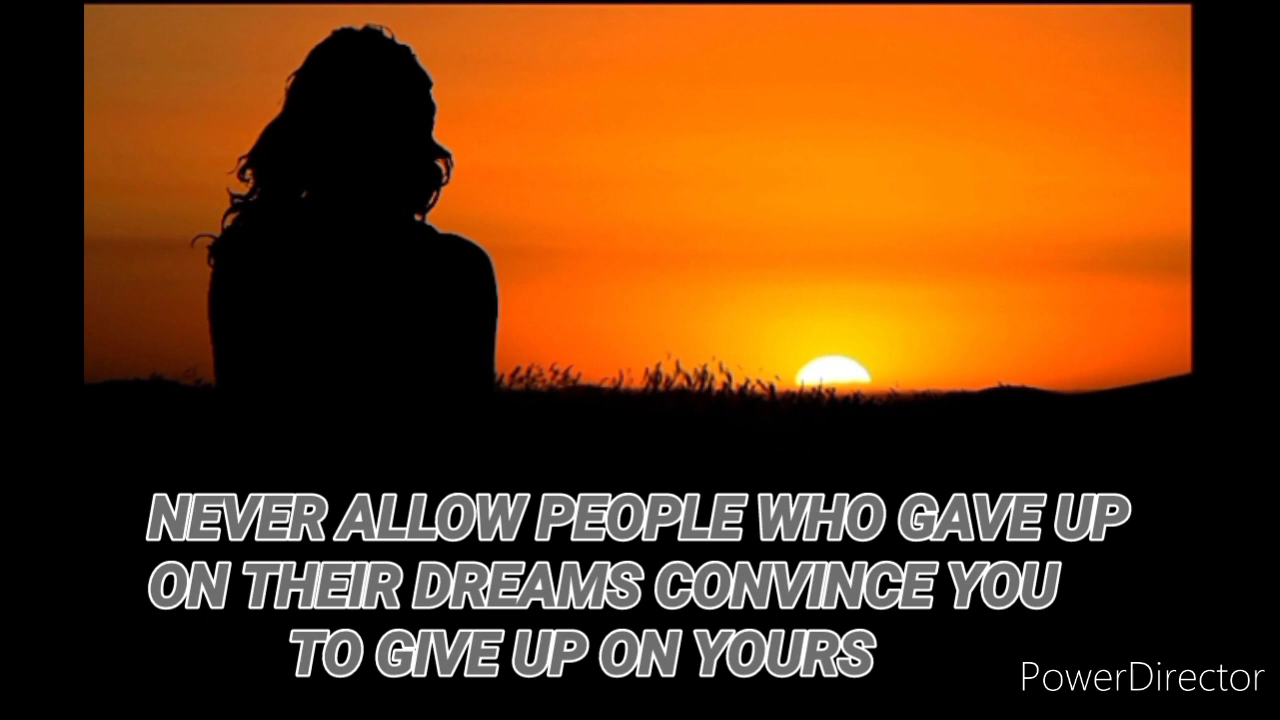 NEVER ALLOW PEOPLE WHO GAVE UP
ON THEIR DREAMS CONVINCE YOU
TO GIVE UP ON YOURS
PowerDirector